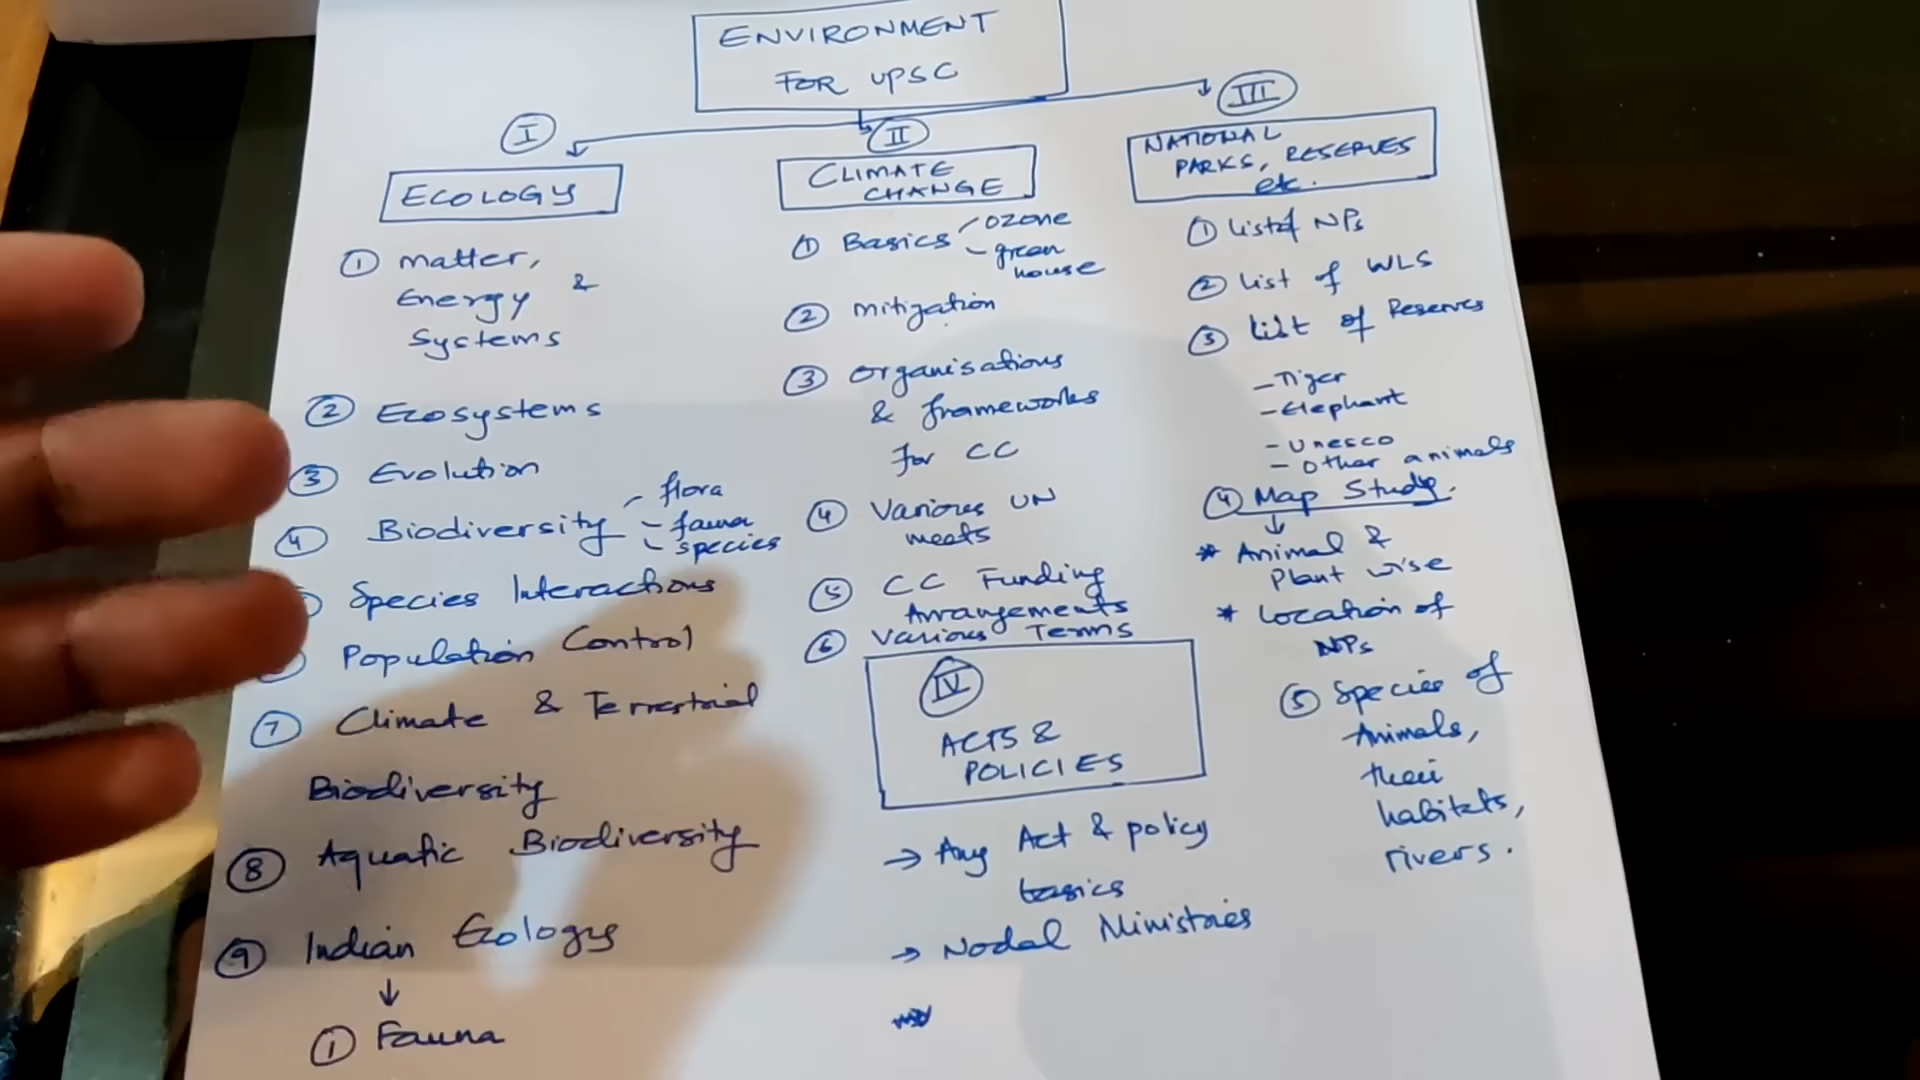 ENVIRONMENT
FOR UPSC
I
ECOLOGY
① matter,
Energy &
Systems
② Ecosystems
③ Evolution
④ Biodiversity - flora
- fauna
- species
Species Interactions
Population Control
⑦ Climate & Terrestrial
Biodiversity
⑧ Aquatic Biodiversity
⑨ Indian Ecology
↓
① Fauna
II
CLIMATE
CHANGE
① Basics - ozone
- green
house
② mitigation
③ organisations
& frameworks
for CC
④ Various UN
meets
⑤ CC Funding
Arrangements
⑥ Various Terms
IV
ACTS &
POLICIES
→ Any Act & policy
basics
→ Nodal Ministries
III
NATIONAL
PARKS, RESERVES
etc.
① list of NPs
② list of WLS
③ list of Reserves
- Tiger
- Elephant
- Unesco
- Other animals
④ Map Study.
↓
* Animal &
Plant wise
* Location of
NPs
⑤ Species of
Animals,
their
habitats,
rivers.